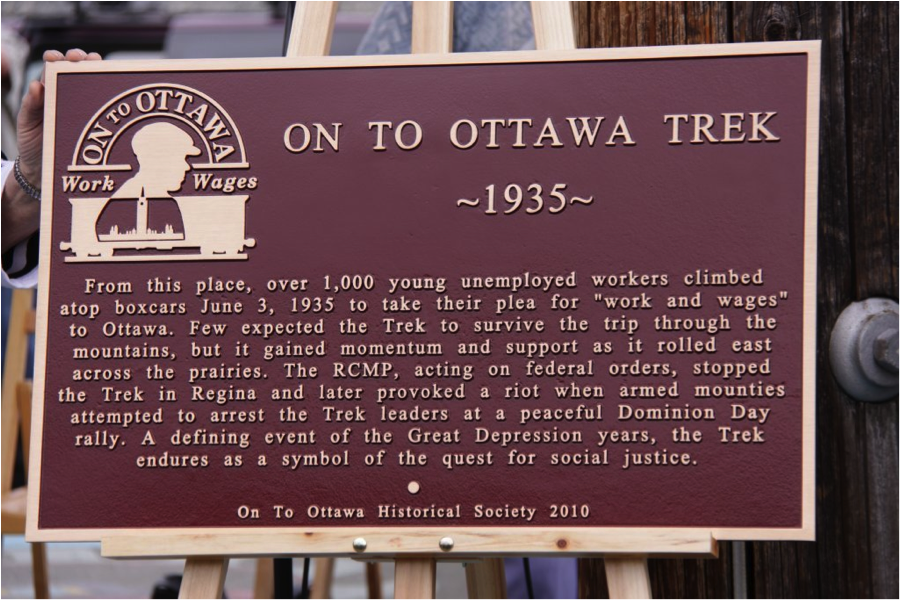 ON TO OTTAWA
Work Wages
ON TO OTTAWA TREK
~1935~
From this place, over 1,000 young unemployed workers climbed
atop boxcars June 3, 1935 to take their plea for "work and wages"
to Ottawa. Few expected the Trek to survive the trip through the
mountains, but it gained momentum and support as it rolled east
across the prairies. The RCMP, acting on federal orders, stopped
the Trek in Regina and later provoked a riot when armed mounties
attempted to arrest the Trek leaders at a peaceful Dominion Day
rally. A defining event of the Great Depression years, the Trek
endures as a symbol of the quest for social justice.
On To Ottawa Historical Society 2010